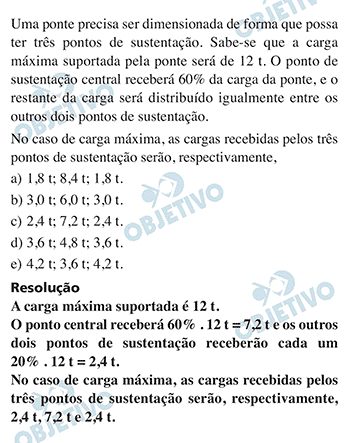 OBJETIVO
Uma ponte precisa ser dimensionada de forma que possa
ter três pontos de sustentação. Sabe-se que a carga
máxima suportada pela ponte será de 12 t. O ponto de
sustentação central receberá 60% da carga da ponte, e o
restante da carga será distribuído igualmente entre os
outros dois pontos de sustentação.
No caso de carga máxima, as cargas recebidas pelos três
pontos de sustentação serão, respectivamente,
a) 1,8 t; 8,4 t; 1,8 t.
b) 3,0 t; 6,0 t; 3,0 t.
c) 2,4 t; 7,2 t; 2,4 t.
d) 3,6 t; 4,8 t; 3,6 t.
e) 4,2 t; 3,6 t; 4,2 t.
OBJETIVO
OBJETIVO
Resolução
A carga máxima suportada é 12 t.
O ponto central receberá 60% . 12 t = 7,2 t e os outros
dois pontos de sustentação receberão cada um
20% . 12 t = 2,4 t.
No caso de carga máxima, as cargas recebidas pelos
três pontos de sustentação serão, respectivamente,
2,4 t, 7,2 t e 2,4 t.
OBJETIVO
OBJETIVO